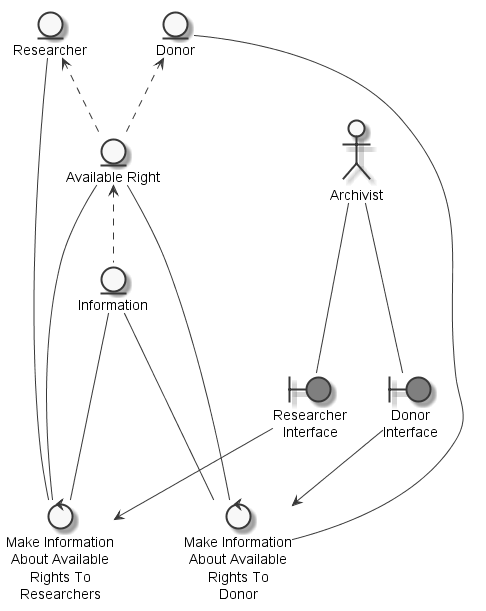 Researcher
Donor
Available Right
Archivist
Information
Researcher
Interface
Donor
Interface
Make Information
About Available
Rights To
Researchers
Make Information
About Available
Rights To
Donor